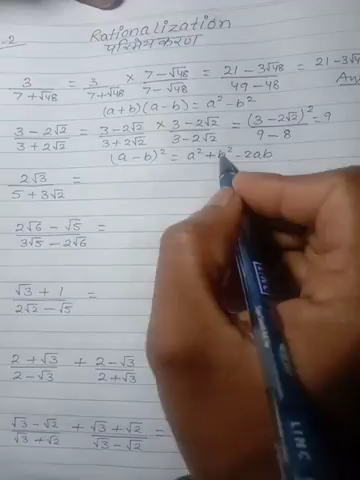 -2
Rationalization
परिमेयकरण
3/(7+√48) = 3/(7+√48) × (7-√48)/(7-√48) = (21-3√48)/(49-48) = 21-3√48
Ans
(a+b)(a-b) = a²-b²
(3-2√2)/(3+2√2) = (3-2√2)/(3+2√2) × (3-2√2)/(3-2√2) = (3-2√2)²/(9-8) = 9
(a-b)² = a²+b²-2ab
2√3/(5+3√2) =
(2√6-√5)/(3√5-2√6) =
(√3+1)/(2√2-√5) =
(2+√3)/(2-√3) + (2-√3)/(2+√3)
(√3-√2)/(√3+√2) + (√3+√2)/(√3-√2) =
LINC